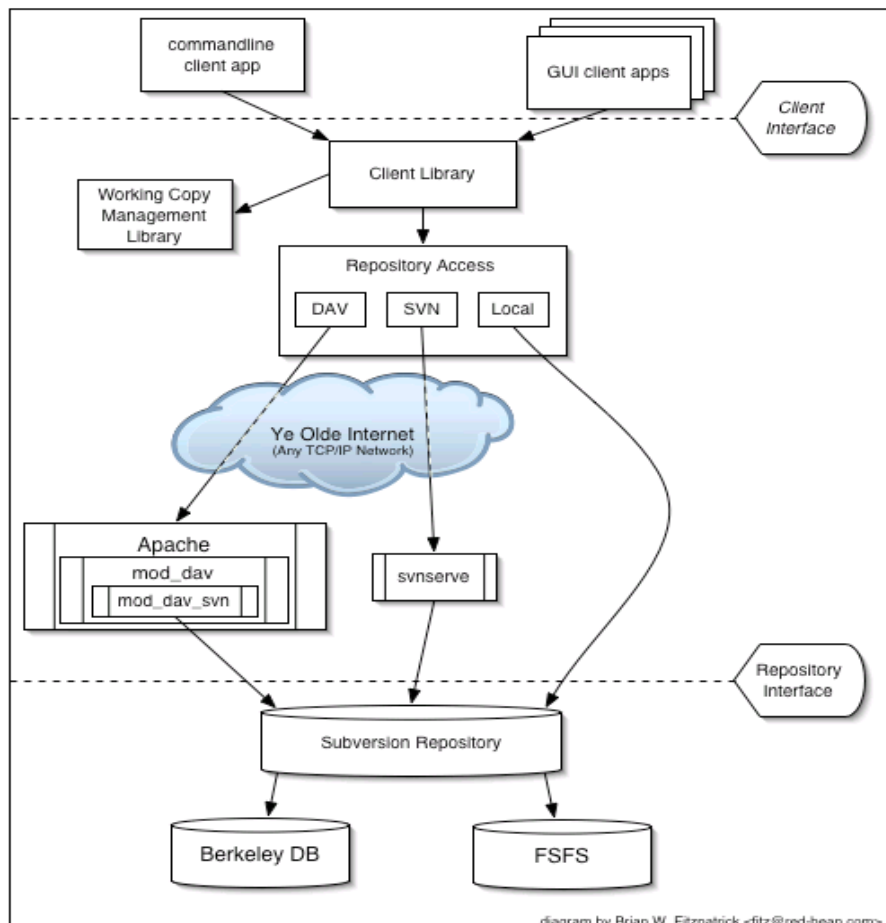 commandline
client app
GUI client apps
Client
Interface
Client Library
Working Copy
Management
Library
Repository Access
DAV
SVN
Local
Ye Olde Internet
(Any TCP/IP Network)
Apache
mod_dav
mod_dav_svn
svnserve
Repository
Interface
Subversion Repository
Berkeley DB
FSFS
diagram by Brian W. Fitzpatrick <fitz@red-bean.com>